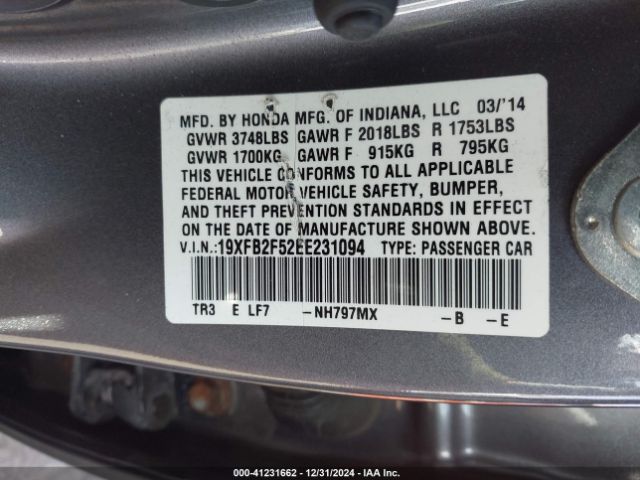 MFD. BY HONDA MFG. OF INDIANA, LLC 03/'14
GVWR 3748LBS GAWR F 2018LBS R 1753LBS
GVWR 1700KG GAWR F 915KG R 795KG
THIS VEHICLE CONFORMS TO ALL APPLICABLE
FEDERAL MOTOR VEHICLE SAFETY, BUMPER,
AND THEFT PREVENTION STANDARDS IN EFFECT
ON THE DATE OF MANUFACTURE SHOWN ABOVE.
V.I.N.:19XFB2F52EE231094 TYPE: PASSENGER CAR
TR3 E LF7 -NH797MX -B -E
000-41231662 - 12/31/2024 - IAA Inc.